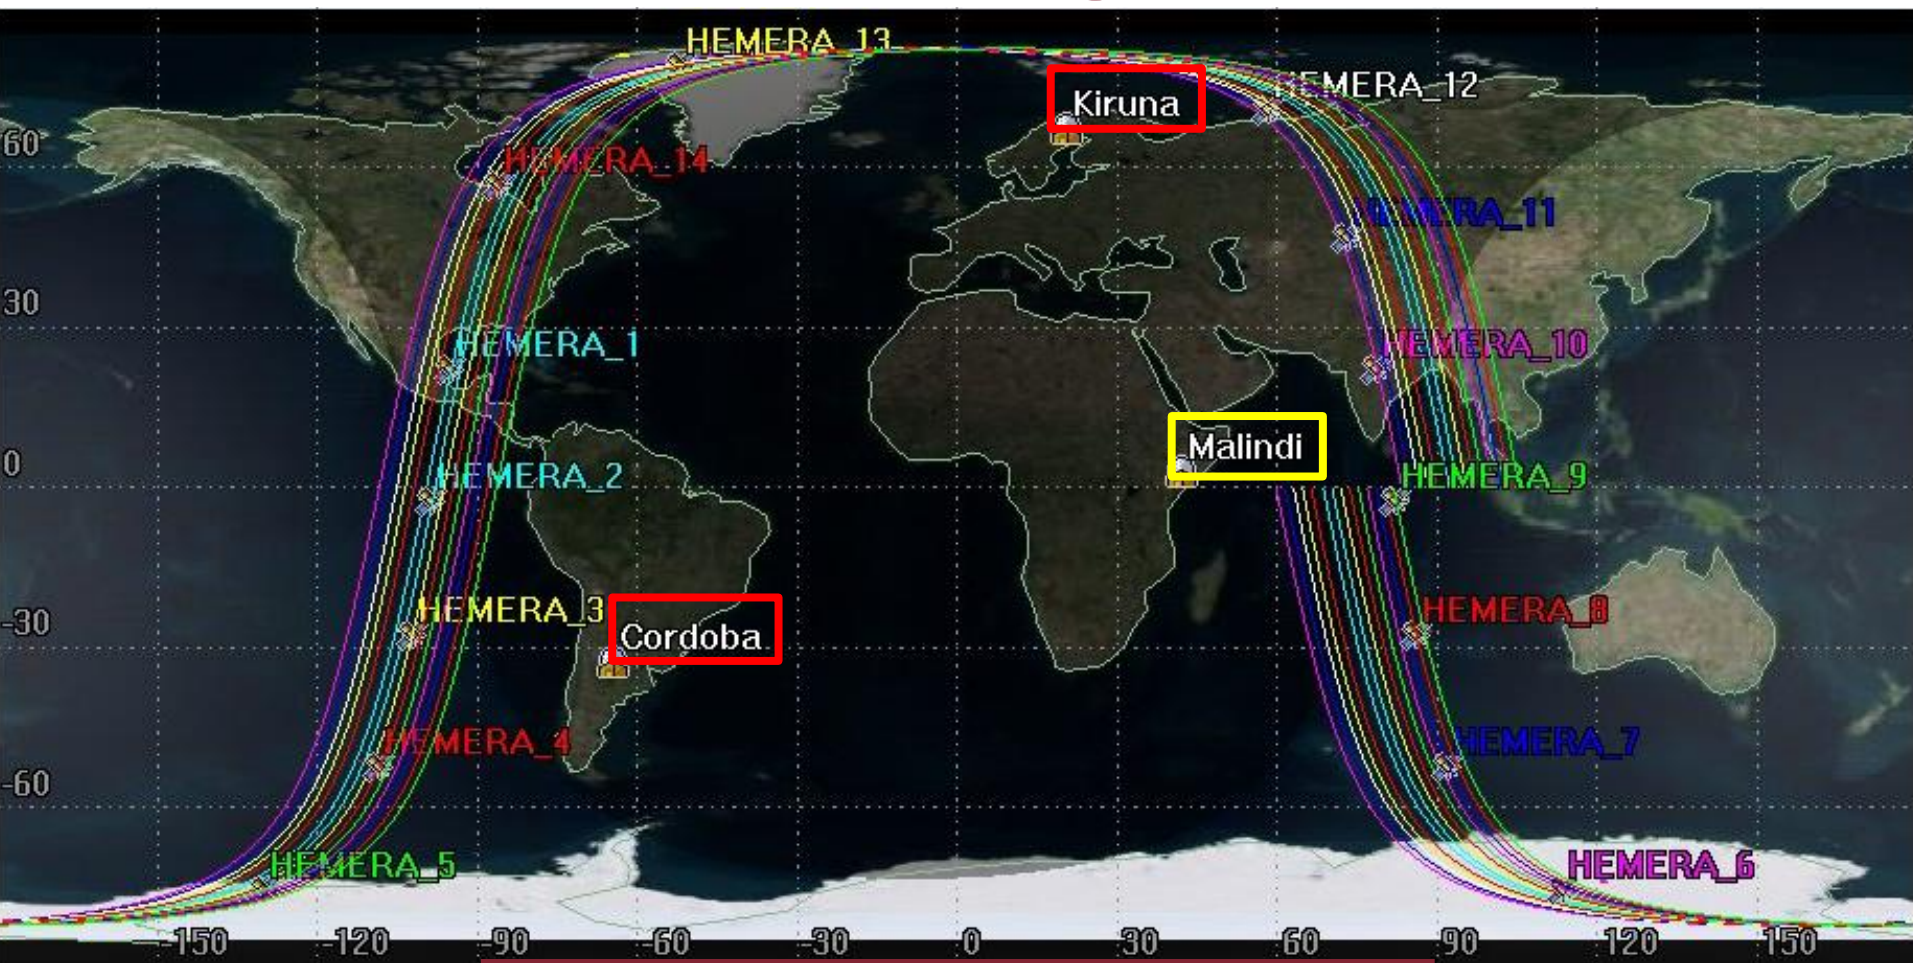 HEMERA_13
HEMERA_12
Kiruna
60
HEMERA_14
HEMERA_11
30
HEMERA_1
HEMERA_10
Malindi
0
HEMERA_2
HEMERA_9
-30
HEMERA_3
HEMERA_8
Cordoba
HEMERA_4
HEMERA_7
-60
HEMERA_5
HEMERA_6
-150 -120 -90 -60 -30 0 30 60 90 120 150